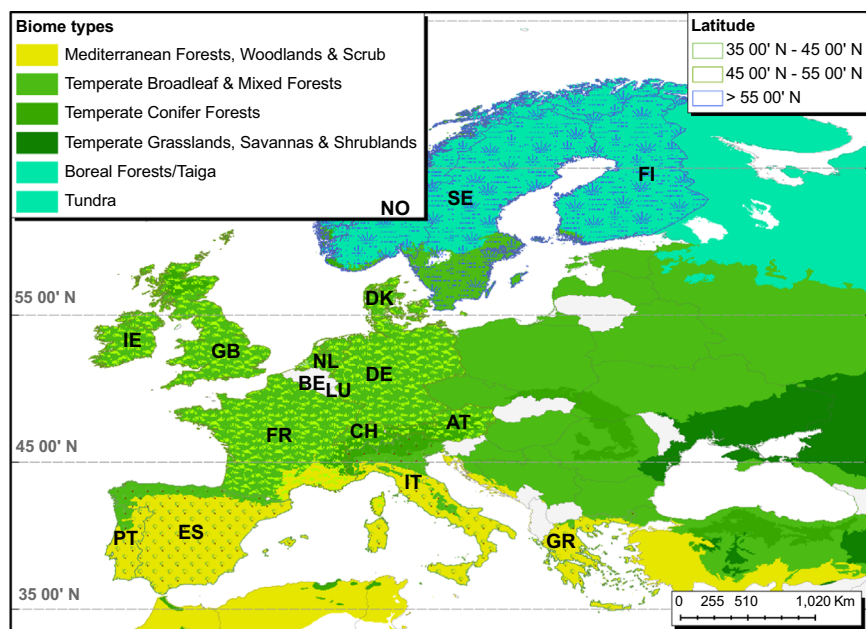 Biome types
Mediterranean Forests, Woodlands & Scrub
Temperate Broadleaf & Mixed Forests
Temperate Conifer Forests
Temperate Grasslands, Savannas & Shrublands
Boreal Forests/Taiga
Tundra
Latitude
35 00' N - 45 00' N
45 00' N - 55 00' N
> 55 00' N
NO
SE
FI
55 00' N
DK
IE
GB
NL
BE
LU
DE
FR
CH
AT
45 00' N
IT
PT
ES
GR
35 00' N
0 255 510 1,020 Km